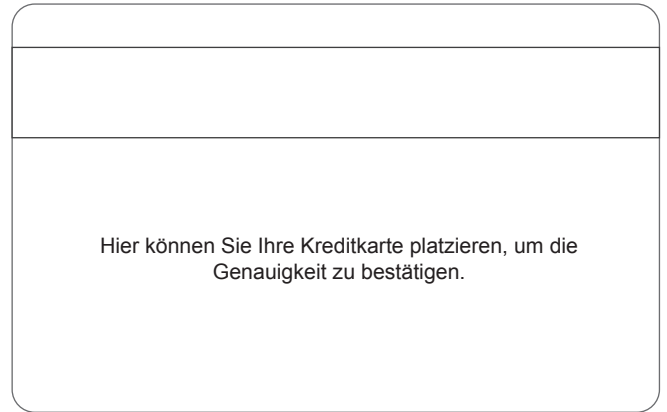 Hier können Sie Ihre Kreditkarte platzieren, um die
Genauigkeit zu bestätigen.